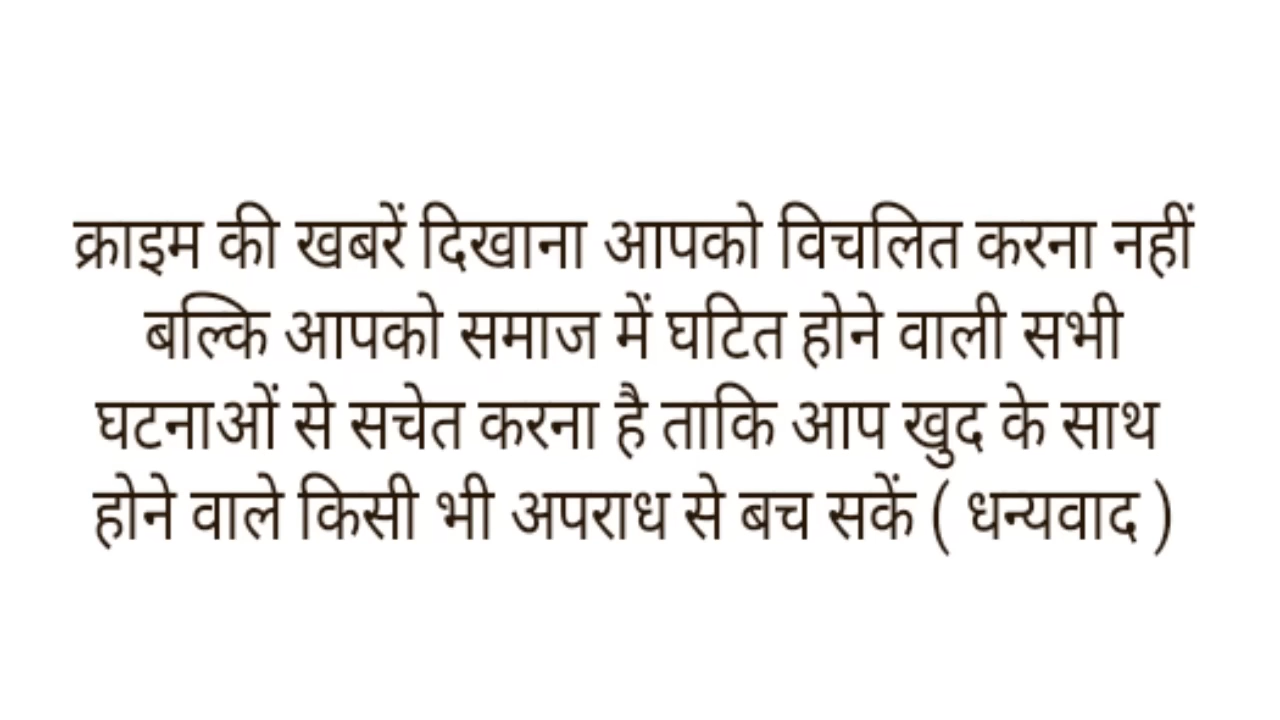 क्राइम की खबरें दिखाना आपको विचलित करना नहीं
बल्कि आपको समाज में घटित होने वाली सभी
घटनाओं से सचेत करना है ताकि आप खुद के साथ
होने वाले किसी भी अपराध से बच सकें ( धन्यवाद )